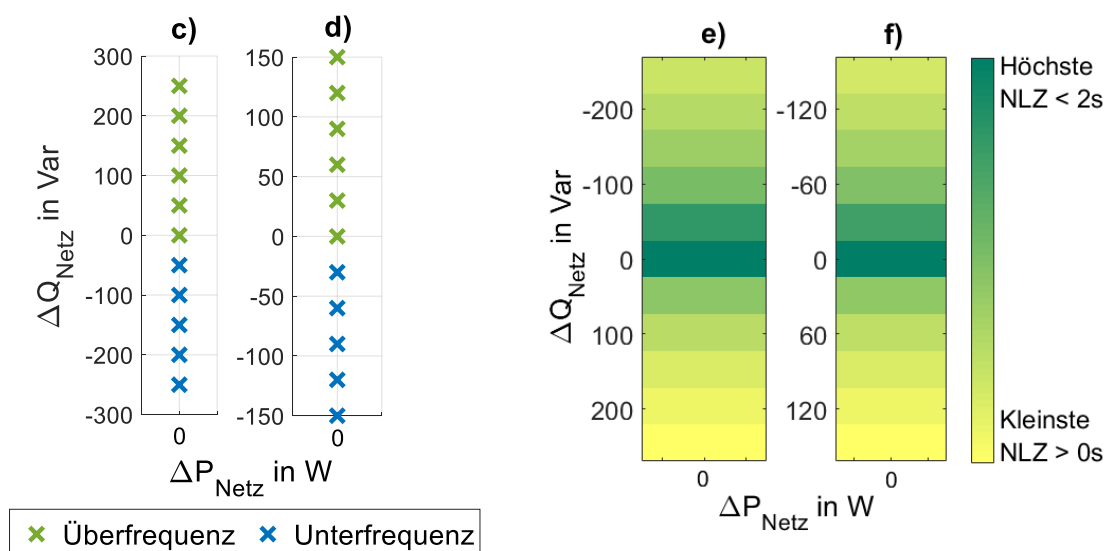 c)
300
200
100
0
-100
-200
-300
0
ΔQNetz in Var
d)
150
100
50
0
-50
-100
-150
0
ΔPNetz in W
Überfrequenz Unterfrequenz
e)
-200
-100
0
100
200
0
ΔQNetz in Var
f)
-120
-60
0
60
120
0
ΔPNetz in W
Höchste
NLZ < 2s
Kleinste
NLZ > 0s